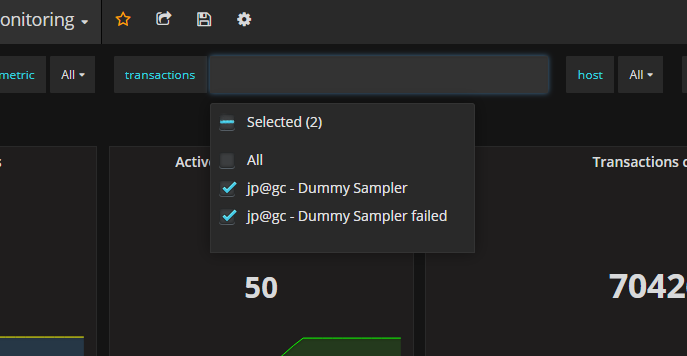 onitoring
metric All transactions host All
Selected (2)
All
jp@gc - Dummy Sampler
jp@gc - Dummy Sampler failed
s Active Transactions
50 7042